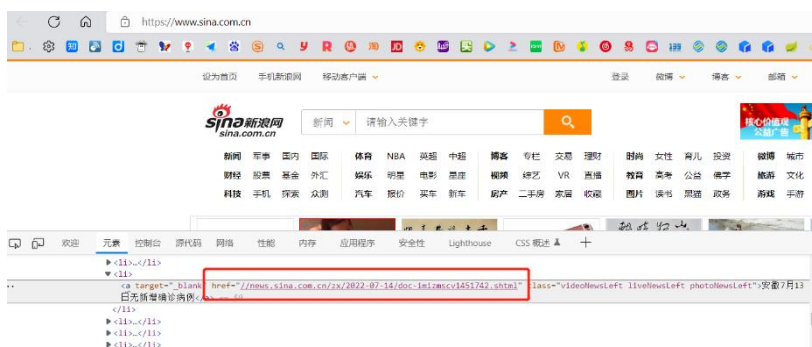 https://www.sina.com.cn
设为首页 手机新浪网 移动客户端 登录 微博 博客 邮箱
sina新浪网
sina.com.cn
新闻 请输入关键字
核心价值观
公益广告
新闻 军事 国内 国际 体育 NBA 英超 中超 博客 专栏 交易 理财 时尚 女性 育儿 投资 微博 城市
财经 股票 基金 外汇 娱乐 明星 电影 星座 视频 综艺 VR 直播 教育 高考 公益 佛学 旅游 文化
科技 手机 探索 众测 汽车 报价 买车 新车 房产 二手房 家居 收藏 图片 读书 黑猫 政务 游戏 手游
欢迎 元素 控制台 源代码 网络 性能 内存 应用程序 安全性 Lighthouse CSS 概述
<li>…</li>
<li>
<a target="_blank" href="//news.sina.com.cn/zx/2022-07-14/doc-imizmscv1451742.shtml" class="videoNewsLeft liveNewsLeft photoNewsLeft">安徽7月13
日无新增确诊病例</a> == $0
</li>
<li>…</li>
<li>…</li>
<li>…</li>